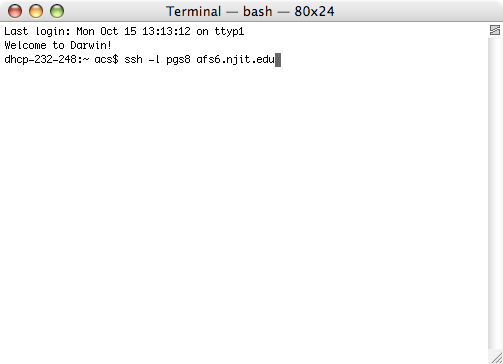 Terminal — bash — 80x24
Last login: Mon Oct 15 13:13:12 on ttyp1
Welcome to Darwin!
dhcp-232-248:~ acs$ ssh -l pgs8 afs6.njit.edu